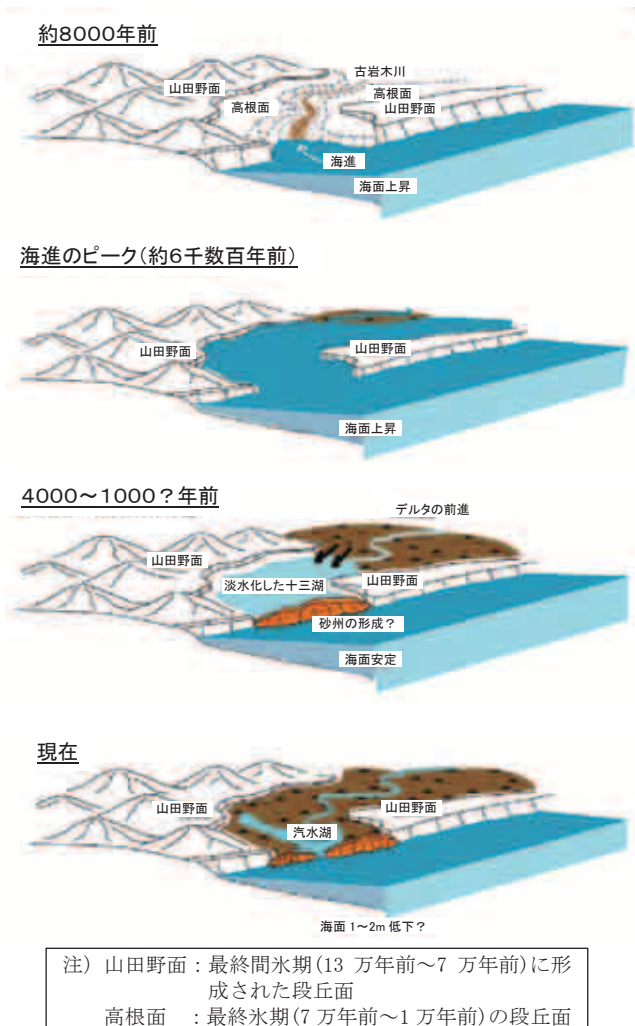 約8000年前
古岩木川
山田野面
高根面
高根面
山田野面
海進
海面上昇
海進のピーク(約6千数百年前)
山田野面
山田野面
海面上昇
4000~1000?年前
デルタの前進
山田野面
淡水化した十三湖
山田野面
砂州の形成?
海面安定
現在
山田野面
山田野面
汽水湖
海面 1~2m 低下?
注) 山田野面:最終間氷期(13 万年前~7 万年前)に形
成された段丘面
高根面 :最終氷期(7 万年前~1 万年前)の段丘面